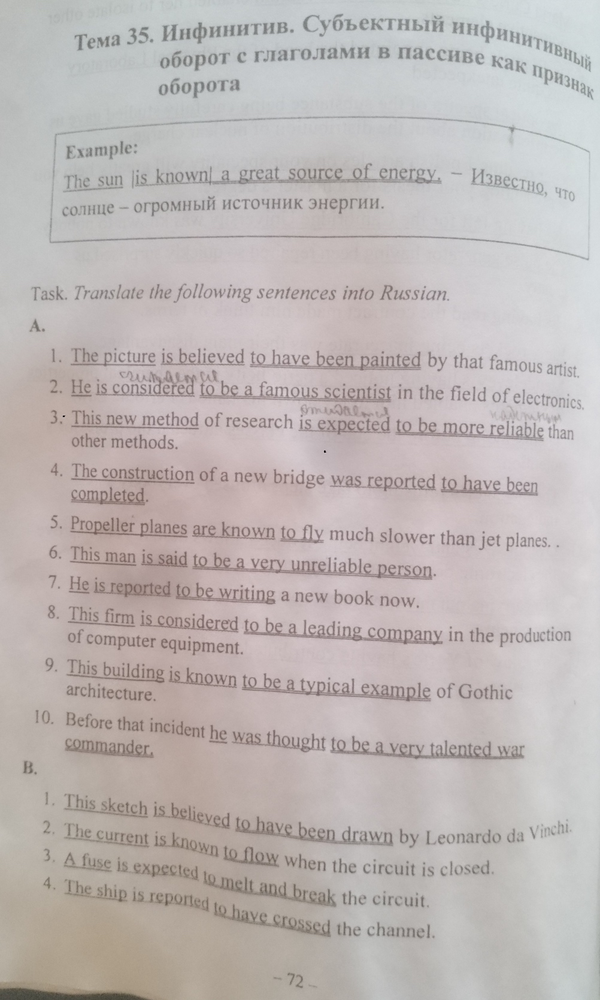 Тема 35. Инфинитив. Субъектный инфинитивный
оборот с глаголами в пассиве как признак
оборота
Example:
The sun |is known| a great source of energy. – Известно, что
солнце – огромный источник энергии.
Task. Translate the following sentences into Russian.
A.
1. The picture is believed to have been painted by that famous artist.
2. He is considered to be a famous scientist in the field of electronics.
3. This new method of research is expected to be more reliable than
other methods.
4. The construction of a new bridge was reported to have been
completed.
5. Propeller planes are known to fly much slower than jet planes. .
6. This man is said to be a very unreliable person.
7. He is reported to be writing a new book now.
8. This firm is considered to be a leading company in the production
of computer equipment.
9. This building is known to be a typical example of Gothic
architecture.
10. Before that incident he was thought to be a very talented war
commander.
B.
1. This sketch is believed to have been drawn by Leonardo da Vinchi.
2. The current is known to flow when the circuit is closed.
3. A fuse is expected to melt and break the circuit.
4. The ship is reported to have crossed the channel.
– 72 –